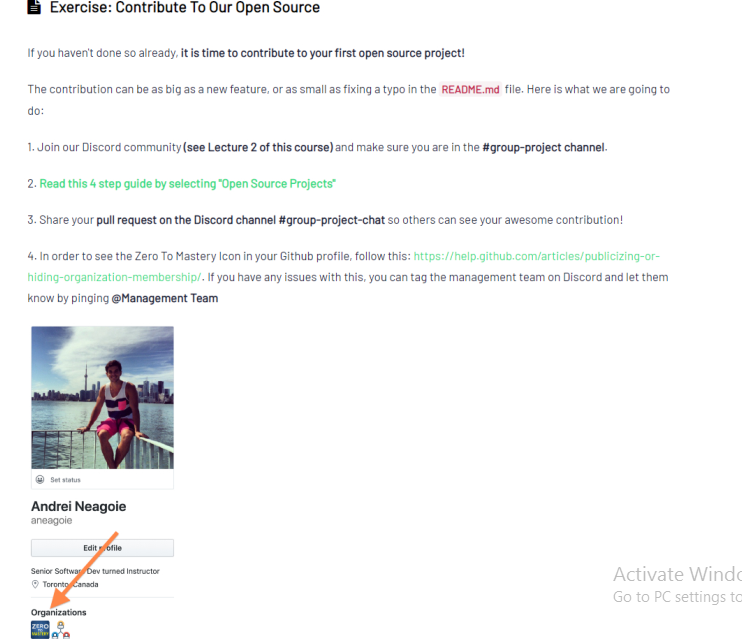 Exercise: Contribute To Our Open Source
If you haven't done so already, it is time to contribute to your first open source project!
The contribution can be as big as a new feature, or as small as fixing a typo in the README.md file. Here is what we are going to
do:
1. Join our Discord community (see Lecture 2 of this course) and make sure you are in the #group-project channel.
2. Read this 4 step guide by selecting "Open Source Projects"
3. Share your pull request on the Discord channel #group-project-chat so others can see your awesome contribution!
4. In order to see the Zero To Mastery Icon in your Github profile, follow this: https://help.github.com/articles/publicizing-or-
hiding-organization-membership/. If you have any issues with this, you can tag the management team on Discord and let them
know by pinging @Management Team
Set status
Andrei Neagoie
aneagoie
Edit profile
Senior Software Dev turned Instructor
Toronto, Canada
Organizations
ZERO
TO
MASTERY
Activate Windo
Go to PC settings to